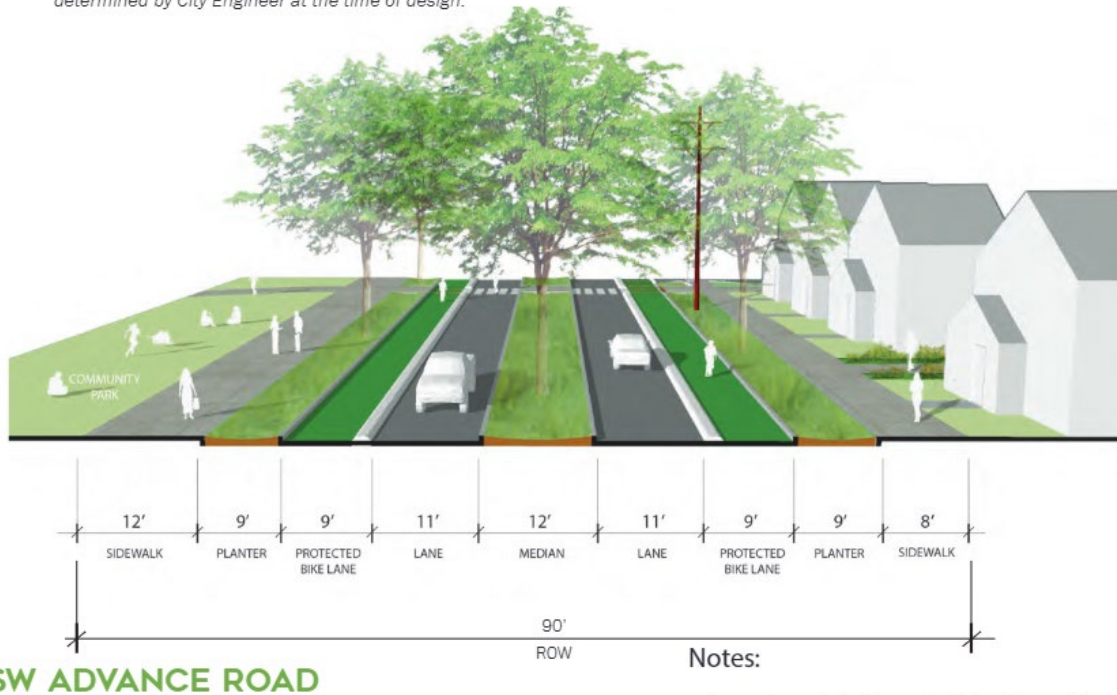 determined by City Engineer at the time of design.
COMMUNITY
PARK
12' 9' 9' 11' 12' 11' 9' 9' 8'
SIDEWALK PLANTER PROTECTED BIKE LANE LANE MEDIAN LANE PROTECTED BIKE LANE PLANTER SIDEWALK
90'
ROW
Notes:
SW ADVANCE ROAD